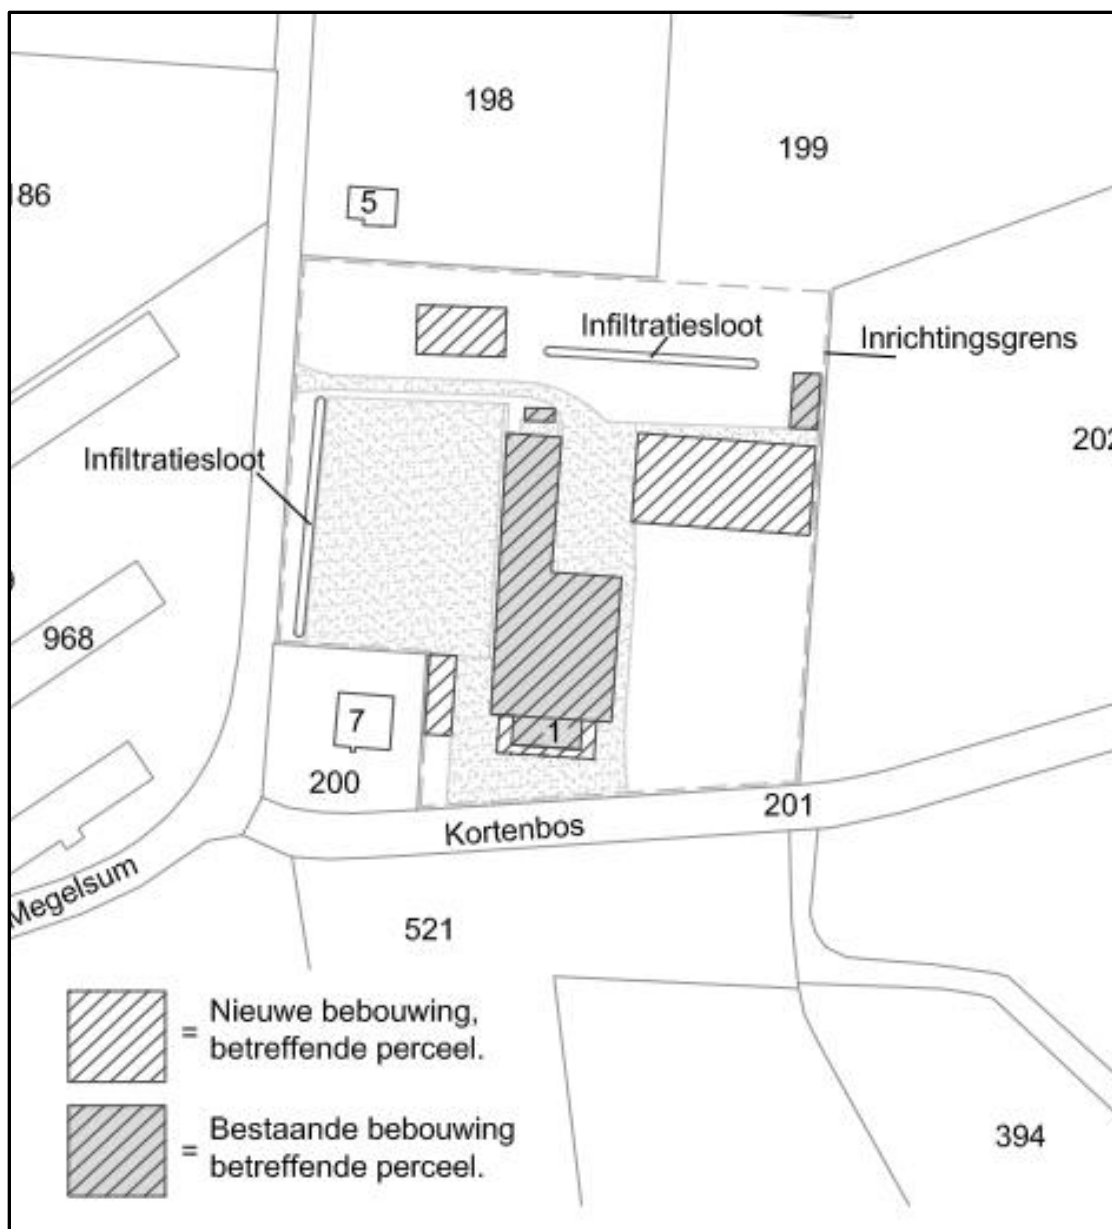 198
199
186
5
Infiltratiesloot
Inrichtingsgrens
202
Infiltratiesloot
968
7
1
200
201
Kortenbos
Megelsum
521
= Nieuwe bebouwing,
betreffende perceel.
= Bestaande bebouwing
betreffende perceel.
394